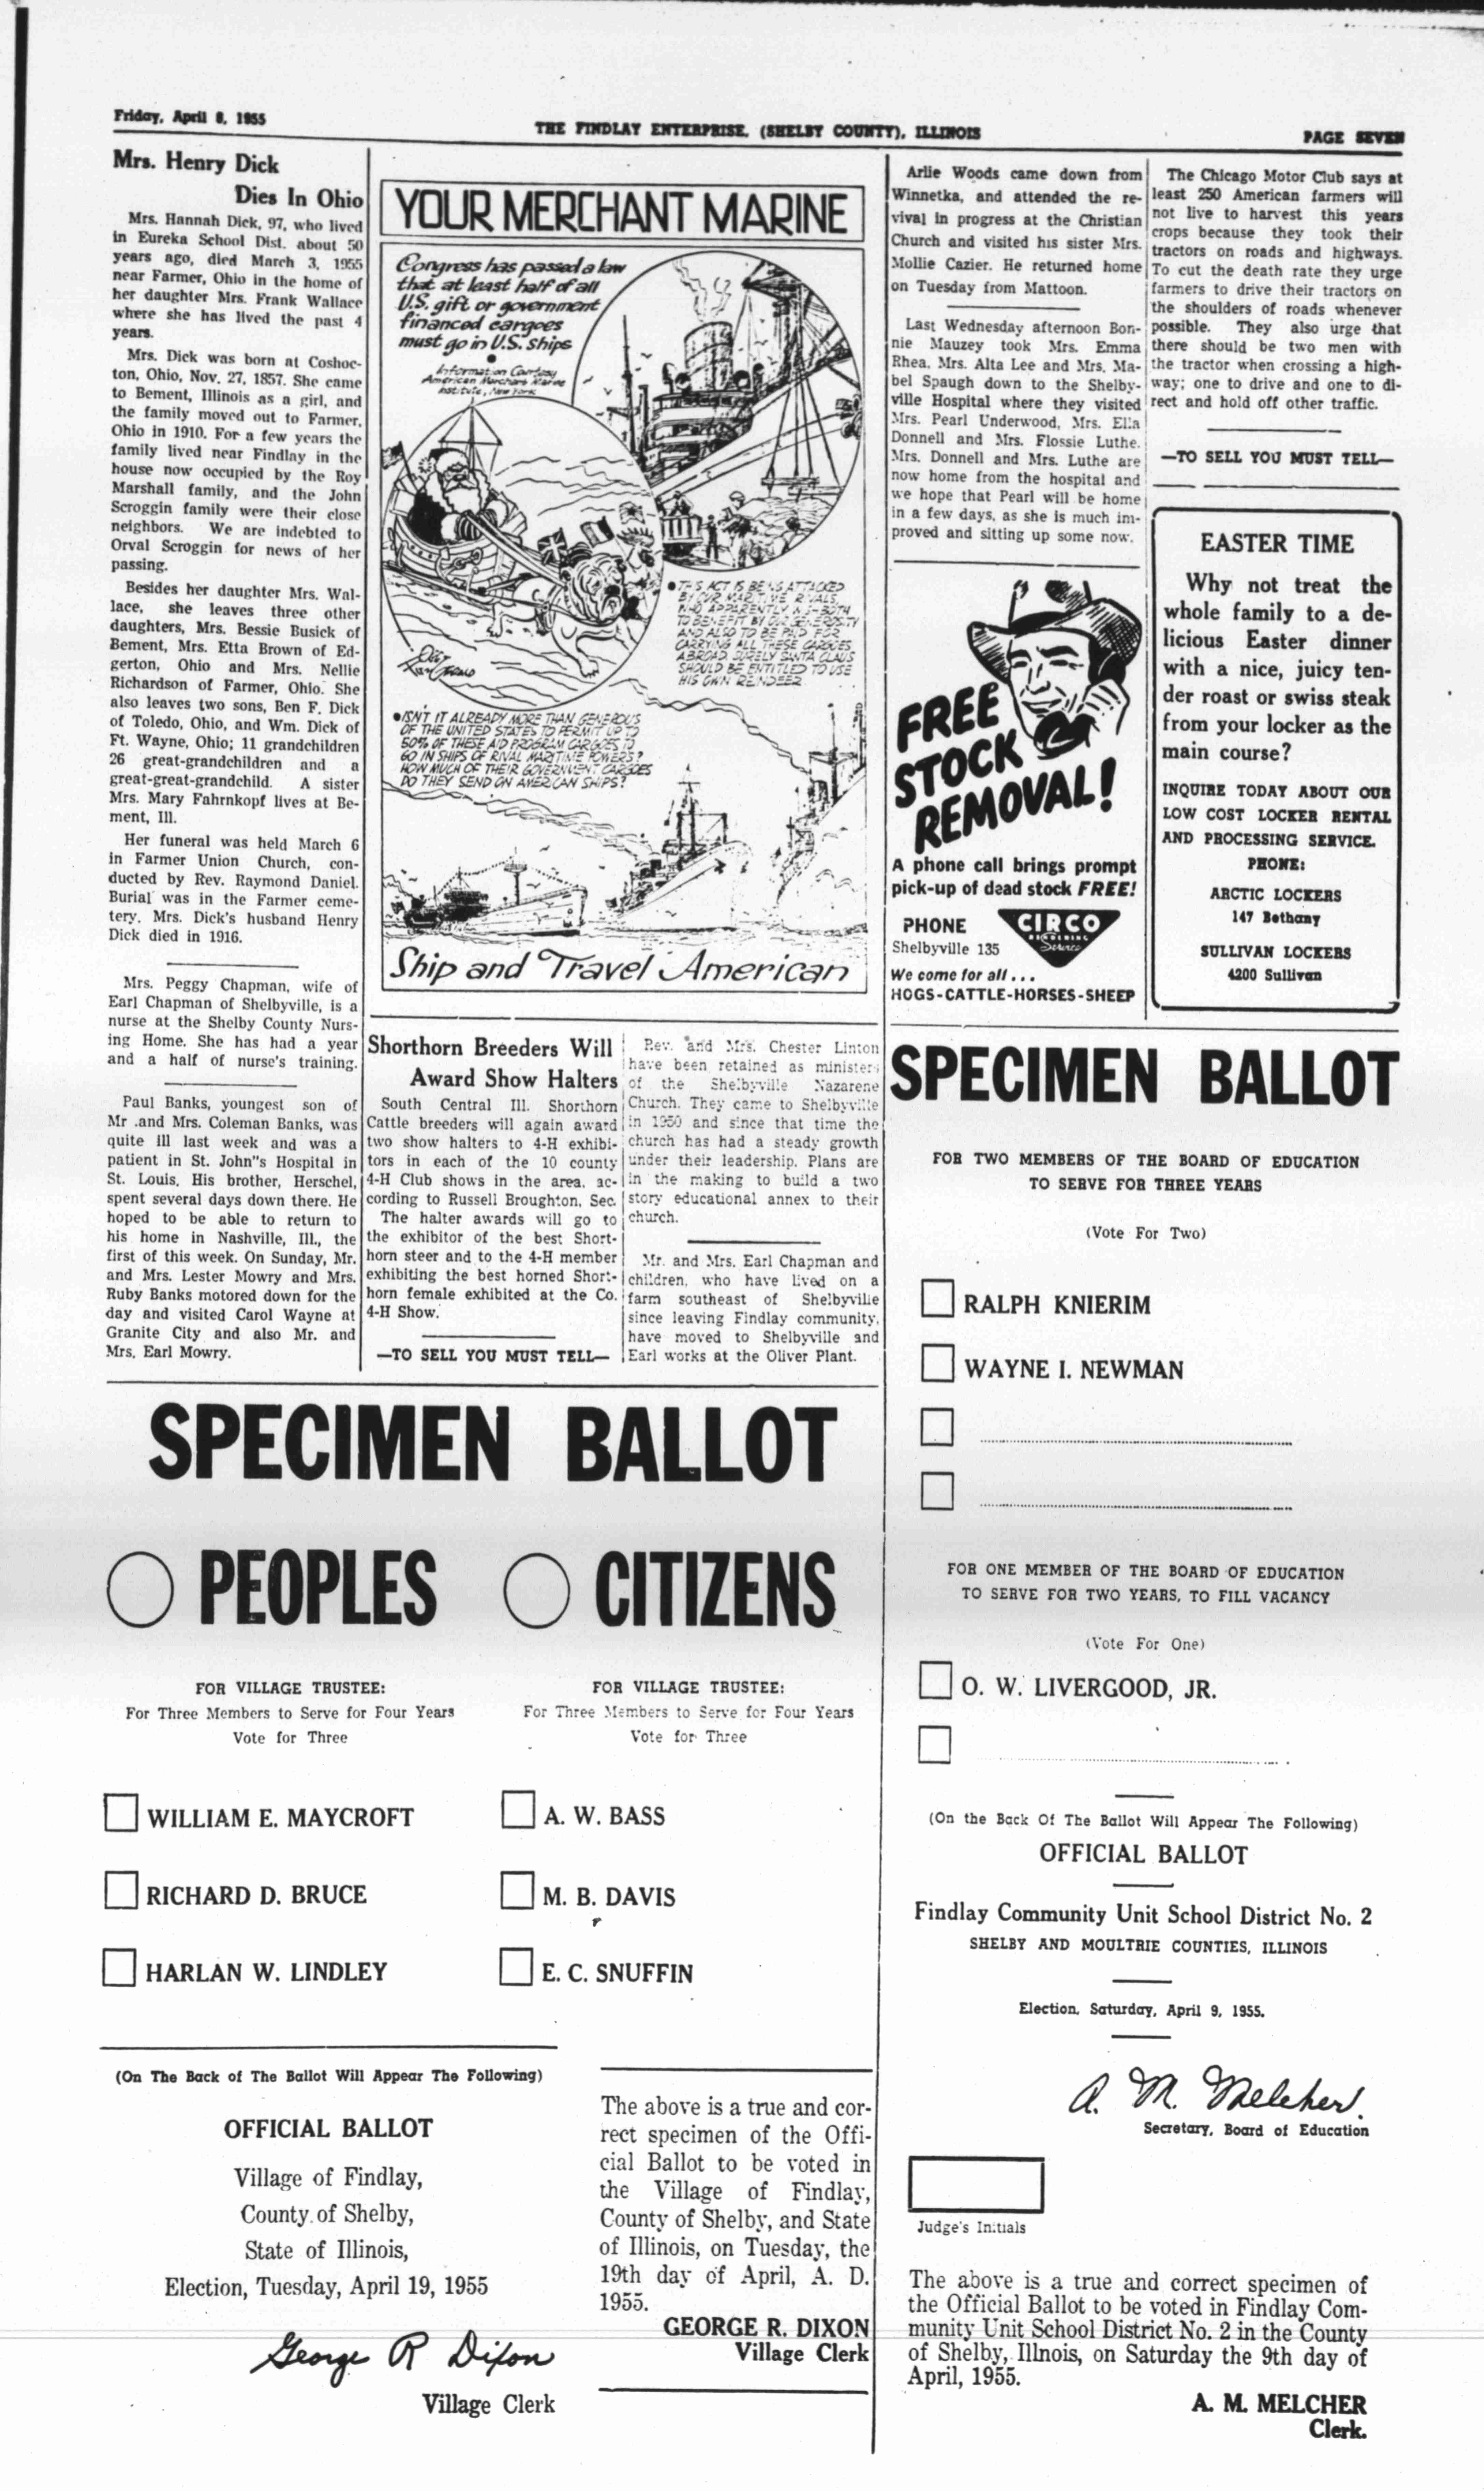 Friday, April 8, 1955
THE FINDLAY ENTERPRISE, (SHELBY COUNTY), ILLINOIS
PAGE SEVEN
Mrs. Henry Dick
Dies In Ohio
Mrs. Hannah Dick, 97, who lived
in Eureka School Dist. about 50
years ago, died March 3, 1955
near Farmer, Ohio in the home of
her daughter Mrs. Frank Wallace
where she has lived the past 4
years.
Mrs. Dick was born at Coshoc-
ton, Ohio, Nov. 27, 1857. She came
to Bement, Illinois as a girl, and
the family moved out to Farmer,
Ohio in 1910. For a few years the
family lived near Findlay in the
house now occupied by the Roy
Marshall family, and the John
Scroggin family were their close
neighbors. We are indebted to
Orval Scroggin for news of her
passing.
Besides her daughter Mrs. Wal-
lace, she leaves three other
daughters, Mrs. Bessie Busick of
Bement, Mrs. Etta Brown of Ed-
gerton, Ohio and Mrs. Nellie
Richardson of Farmer, Ohio. She
also leaves two sons, Ben F. Dick
of Toledo, Ohio, and Wm. Dick of
Ft. Wayne, Ohio; 11 grandchildren
26 great-grandchildren and a
great-great-grandchild. A sister
Mrs. Mary Fahrnkopf lives at Be-
ment, Ill.
Her funeral was held March 6
in Farmer Union Church, con-
ducted by Rev. Raymond Daniel.
Burial was in the Farmer ceme-
tery. Mrs. Dick's husband Henry
Dick died in 1916.
Mrs. Peggy Chapman, wife of
Earl Chapman of Shelbyville, is a
nurse at the Shelby County Nurs-
ing Home. She has had a year
and a half of nurse's training.
Paul Banks, youngest son of
Mr .and Mrs. Coleman Banks, was
quite ill last week and was a
patient in St. John"s Hospital in
St. Louis. His brother, Herschel,
spent several days down there. He
hoped to be able to return to
his home in Nashville, Ill., the
first of this week. On Sunday, Mr.
and Mrs. Lester Mowry and Mrs.
Ruby Banks motored down for the
day and visited Carol Wayne at
Granite City and also Mr. and
Mrs. Earl Mowry.
YOUR MERCHANT MARINE
Congress has passed a law
that at least half of all
U.S. gift or government
financed cargoes
must go in U.S. ships
Information Courtesy
American Merchant Marine
Institute, New York
THIS ACT IS BEING ATTACKED
BY OUR MARITIME RIVALS,
WHO APPARENTLY WISH BOTH
TO BENEFIT BY OUR GENEROSITY
AND ALSO TO BE PAID FOR
CARRYING ALL THESE CARGOES
ABROAD. SURELY SANTA CLAUS
SHOULD BE ENTITLED TO USE
HIS OWN REINDEER
ISN'T IT ALREADY MORE THAN GENEROUS
OF THE UNITED STATES TO PERMIT UP TO
50% OF THESE AID PROGRAM CARGOES TO
GO IN SHIPS OF RIVAL MARITIME POWERS?
HOW MUCH OF THEIR GOVERNMENT CARGOES
DO THEY SEND ON AMERICAN SHIPS?
Ship and Travel American
Shorthorn Breeders Will
Award Show Halters
South Central Ill. Shorthorn
Cattle breeders will again award
two show halters to 4-H exhibi-
tors in each of the 10 county
4-H Club shows in the area, ac-
cording to Russell Broughton, Sec.
The halter awards will go to
the exhibitor of the best Short-
horn steer and to the 4-H member
exhibiting the best horned Short-
horn female exhibited at the Co.
4-H Show.
—TO SELL YOU MUST TELL—
Rev. and Mrs. Chester Linton
have been retained as ministers
of the Shelbyville Nazarene
Church. They came to Shelbyville
in 1950 and since that time the
church has had a steady growth
under their leadership. Plans are
in the making to build a two
story educational annex to their
church.
Mr. and Mrs. Earl Chapman and
children, who have lived on a
farm southeast of Shelbyville
since leaving Findlay community,
have moved to Shelbyville and
Earl works at the Oliver Plant.
Arlie Woods came down from
Winnetka, and attended the re-
vival in progress at the Christian
Church and visited his sister Mrs.
Mollie Cazier. He returned home
on Tuesday from Mattoon.
Last Wednesday afternoon Bon-
nie Mauzey took Mrs. Emma
Rhea, Mrs. Alta Lee and Mrs. Ma-
bel Spaugh down to the Shelby-
ville Hospital where they visited
Mrs. Pearl Underwood, Mrs. Ella
Donnell and Mrs. Flossie Luthe.
Mrs. Donnell and Mrs. Luthe are
now home from the hospital and
we hope that Pearl will be home
in a few days, as she is much im-
proved and sitting up some now.
FREE
STOCK
REMOVAL!
A phone call brings prompt
pick-up of dead stock FREE!
PHONE
Shelbyville 135
CIRCO
RENDERING
Service
We come for all . . .
HOGS-CATTLE-HORSES-SHEEP
The Chicago Motor Club says at
least 250 American farmers will
not live to harvest this years
crops because they took their
tractors on roads and highways.
To cut the death rate they urge
farmers to drive their tractors on
the shoulders of roads whenever
possible. They also urge that
there should be two men with
the tractor when crossing a high-
way; one to drive and one to di-
rect and hold off other traffic.
—TO SELL YOU MUST TELL—
EASTER TIME
Why not treat the
whole family to a de-
licious Easter dinner
with a nice, juicy ten-
der roast or swiss steak
from your locker as the
main course?
INQUIRE TODAY ABOUT OUR
LOW COST LOCKER RENTAL
AND PROCESSING SERVICE.
PHONE:
ARCTIC LOCKERS
147 Bethany
SULLIVAN LOCKERS
4200 Sullivan
SPECIMEN BALLOT
PEOPLES
FOR VILLAGE TRUSTEE:
For Three Members to Serve for Four Years
Vote for Three
WILLIAM E. MAYCROFT
RICHARD D. BRUCE
HARLAN W. LINDLEY
CITIZENS
FOR VILLAGE TRUSTEE:
For Three Members to Serve for Four Years
Vote for Three
A. W. BASS
M. B. DAVIS
E. C. SNUFFIN
(On The Back of The Ballot Will Appear The Following)
OFFICIAL BALLOT
Village of Findlay,
County of Shelby,
State of Illinois,
Election, Tuesday, April 19, 1955
George R Dixon
Village Clerk
The above is a true and cor-
rect specimen of the Offi-
cial Ballot to be voted in
the Village of Findlay,
County of Shelby, and State
of Illinois, on Tuesday, the
19th day of April, A. D.
1955.
GEORGE R. DIXON
Village Clerk
SPECIMEN BALLOT
FOR TWO MEMBERS OF THE BOARD OF EDUCATION
TO SERVE FOR THREE YEARS
(Vote For Two)
RALPH KNIERIM
WAYNE I. NEWMAN
FOR ONE MEMBER OF THE BOARD OF EDUCATION
TO SERVE FOR TWO YEARS, TO FILL VACANCY
(Vote For One)
O. W. LIVERGOOD, JR.
(On the Back Of The Ballot Will Appear The Following)
OFFICIAL BALLOT
Findlay Community Unit School District No. 2
SHELBY AND MOULTRIE COUNTIES, ILLINOIS
Election, Saturday, April 9, 1955.
A. M. Melcher.
Secretary, Board of Education
Judge's Initials
The above is a true and correct specimen of
the Official Ballot to be voted in Findlay Com-
munity Unit School District No. 2 in the County
of Shelby, Illnois, on Saturday the 9th day of
April, 1955.
A. M. MELCHER
Clerk.